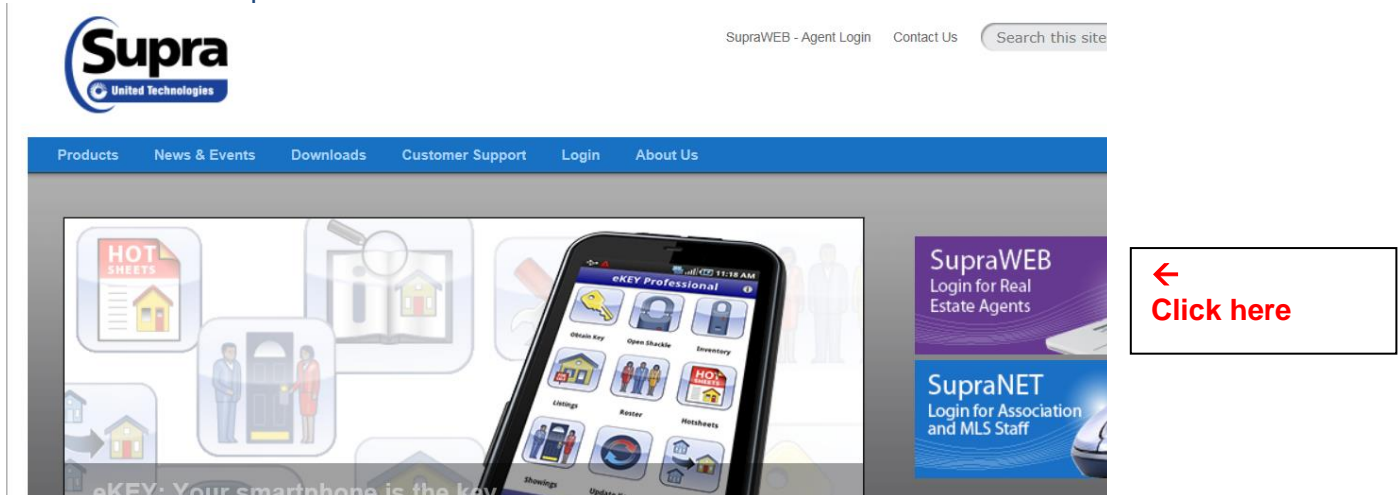 Supra
United Technologies
SupraWEB - Agent Login Contact Us Search this site
Products News & Events Downloads Customer Support Login About Us
HOT
SHEETS
11:18 AM
eKEY Professional
Obtain Key Open Shackle Inventory
HOT
SHEETS
Listings Roster Hotsheets
Showings Update
eKEY: Your smartphone is the key
SupraWEB
Login for Real
Estate Agents
SupraNET
Login for Association
and MLS Staff
←
Click here